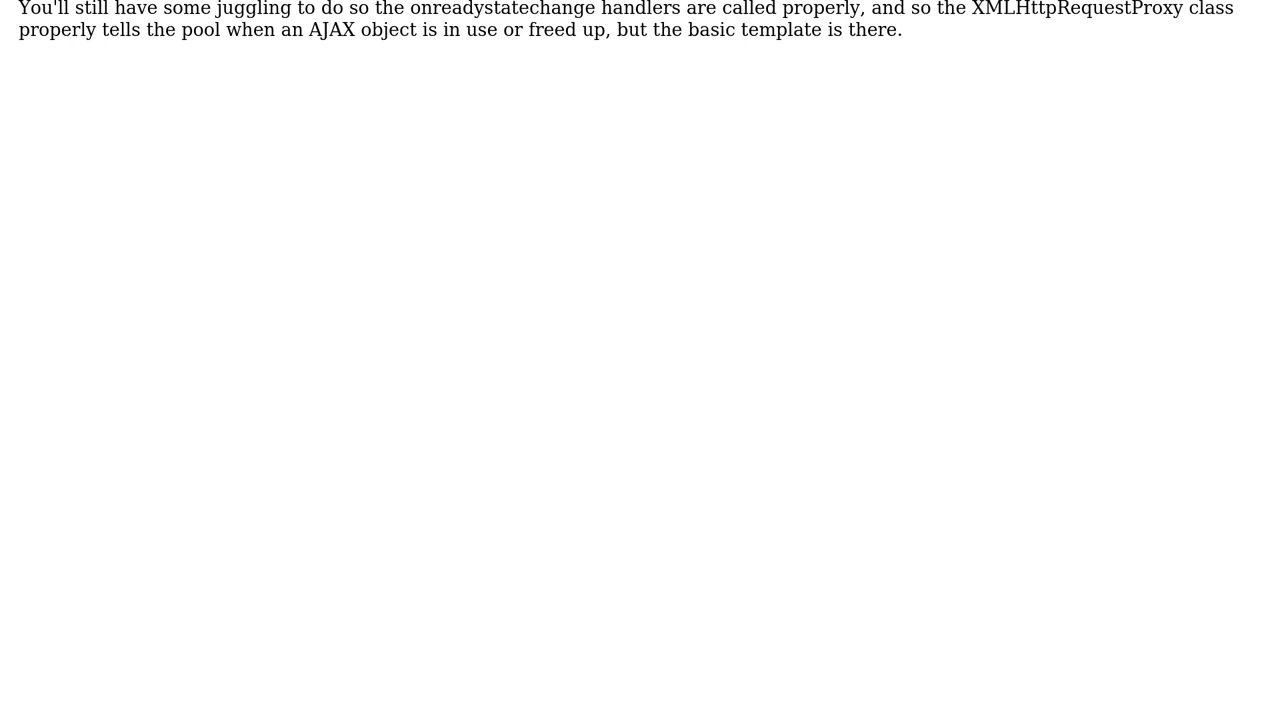 You'll still have some juggling to do so the onreadystatechange handlers are called properly, and so the XMLHttpRequestProxy class
properly tells the pool when an AJAX object is in use or freed up, but the basic template is there.